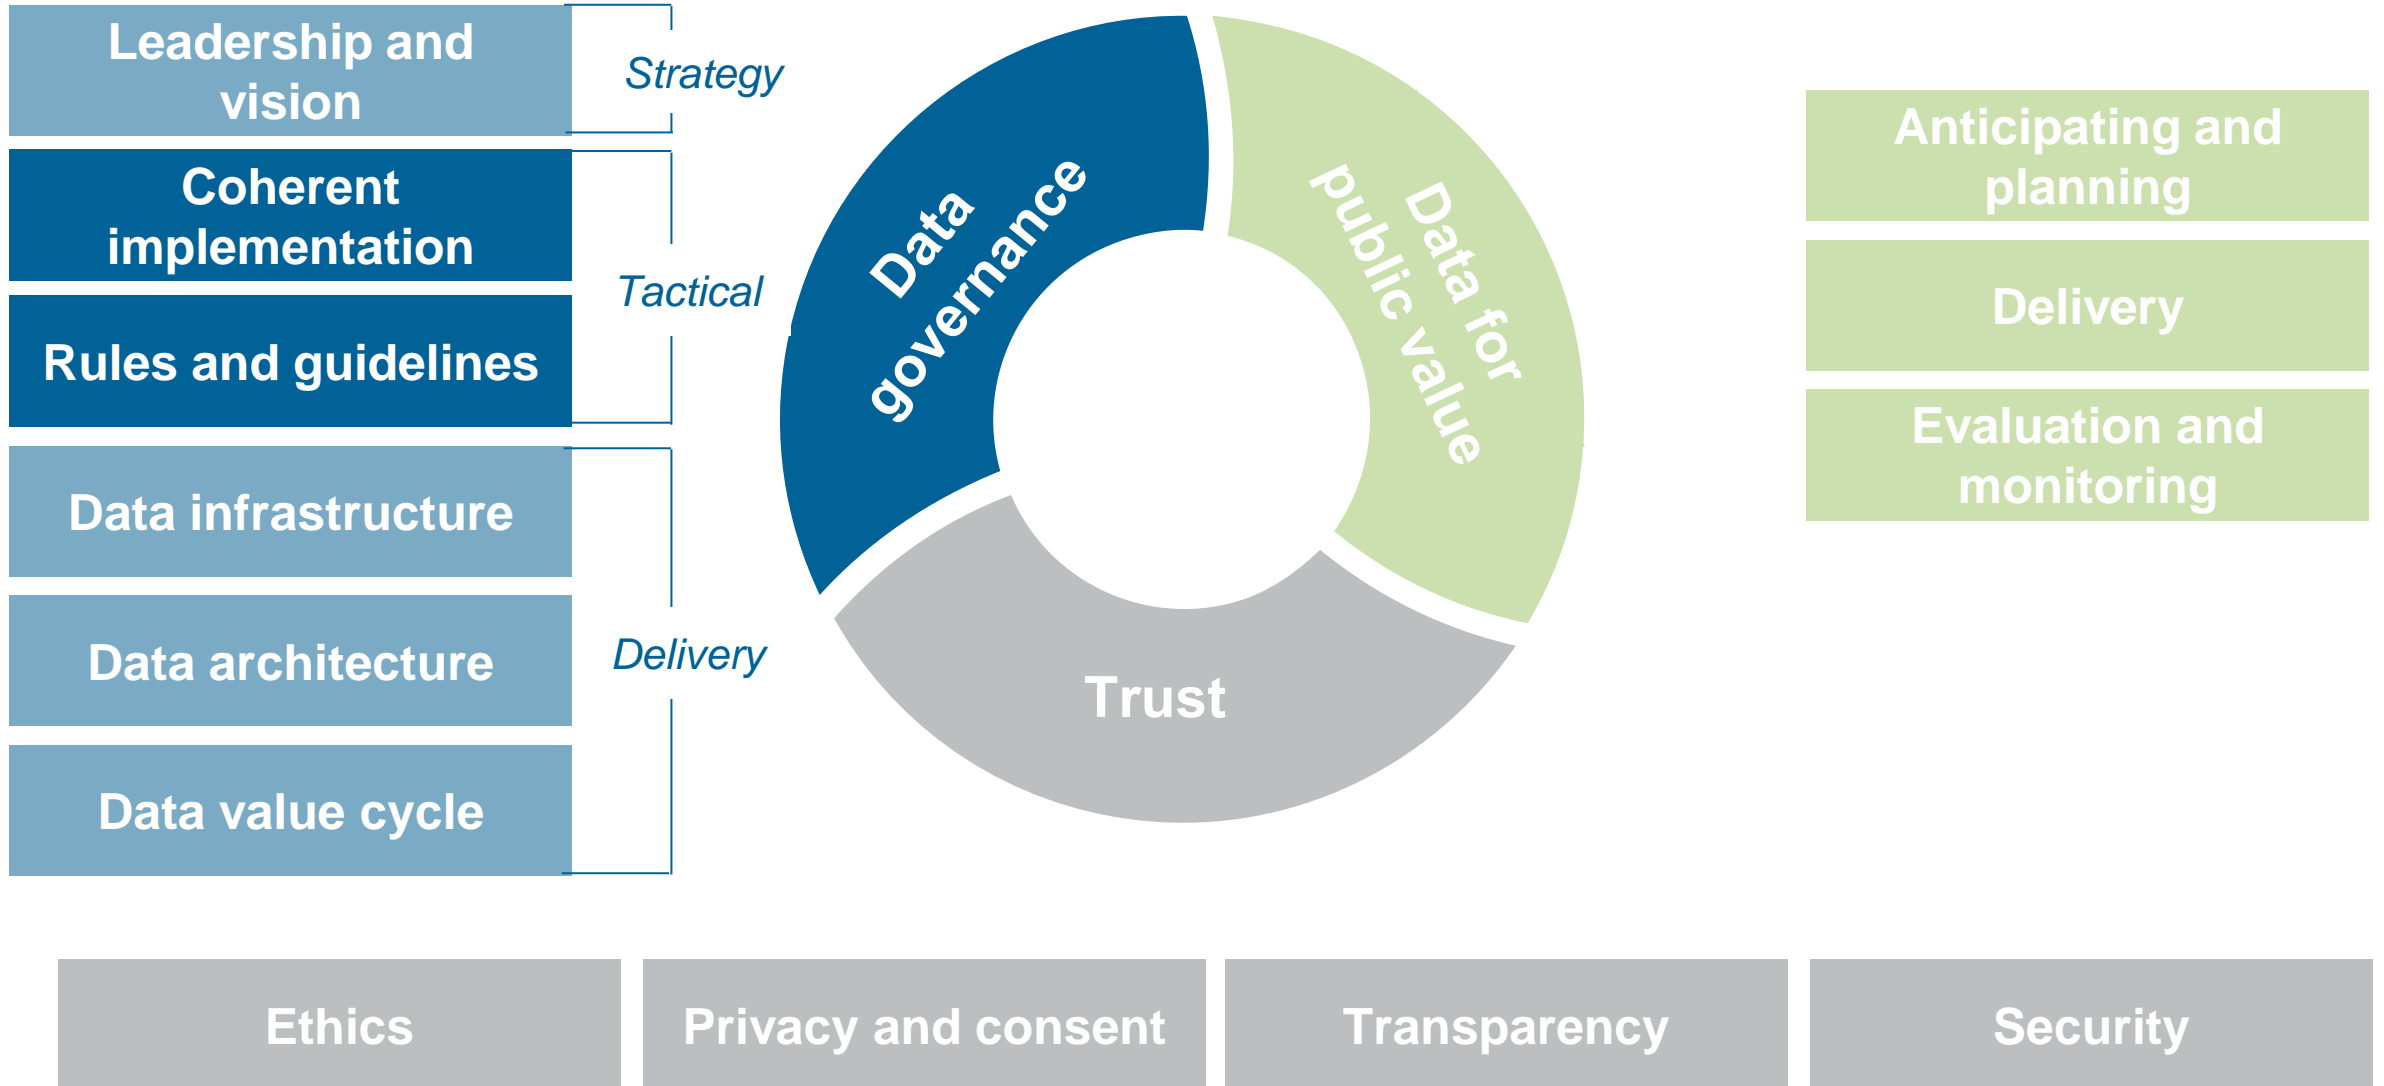 Leadership and
vision
Strategy
Coherent
implementation
Tactical
Rules and guidelines
Data infrastructure
Data architecture
Delivery
Data value cycle
Data
governance
Data for
public value
Trust
Anticipating and
planning
Delivery
Evaluation and
monitoring
Ethics
Privacy and consent
Transparency
Security